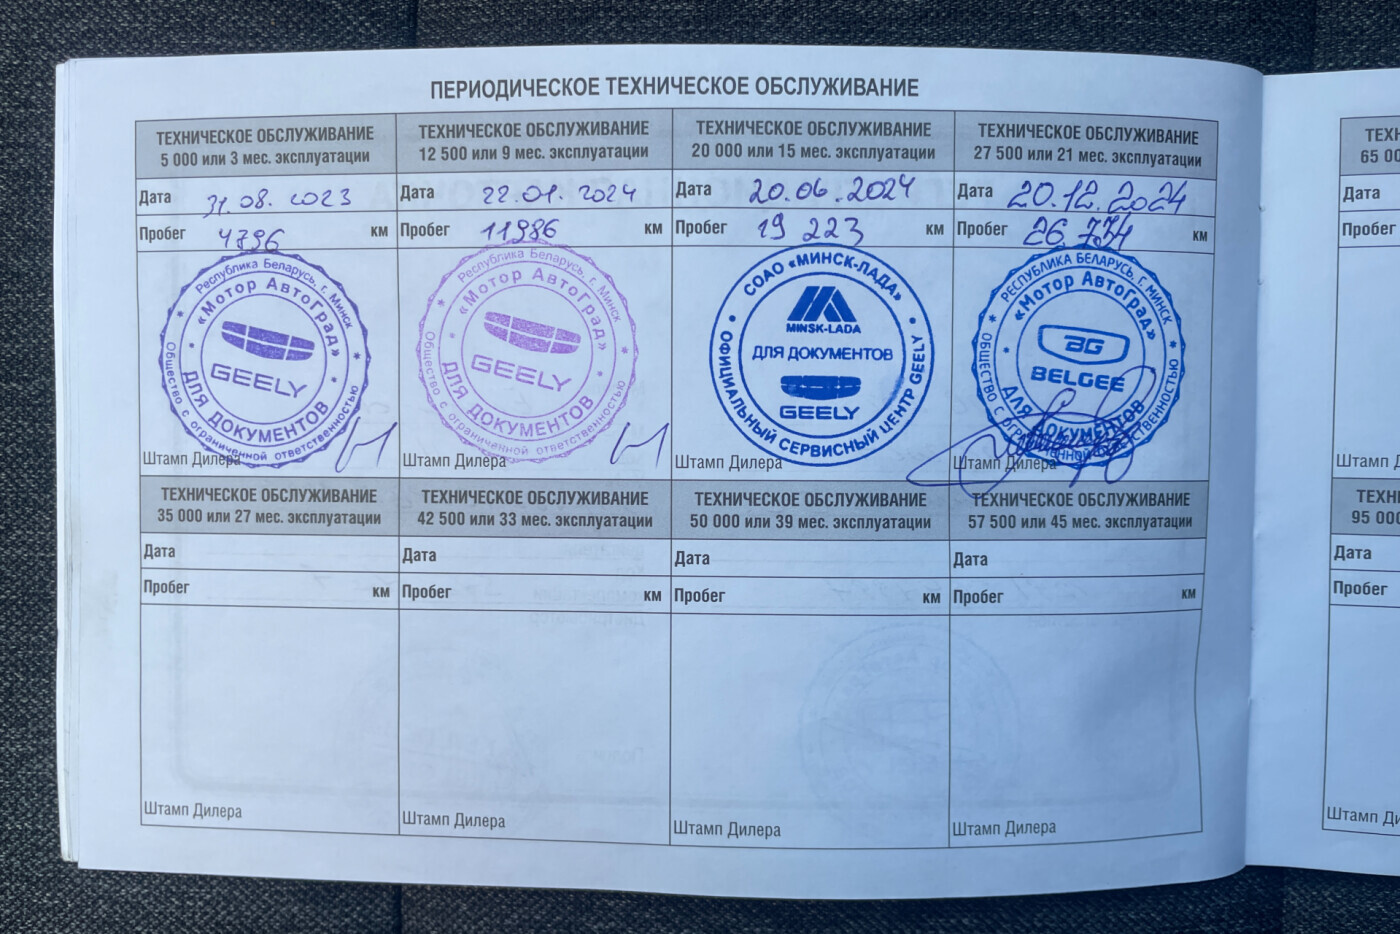 ПЕРИОДИЧЕСКОЕ ТЕХНИЧЕСКОЕ ОБСЛУЖИВАНИЕ
ТЕХНИЧЕСКОЕ ОБСЛУЖИВАНИЕ
5 000 или 3 мес. эксплуатации
Дата 31.08.2023
Пробег 4796 км
Республика Беларусь, г. Минск
«Мотор АвтоГрад»
GEELY
ДЛЯ ДОКУМЕНТОВ
Общество с ограниченной ответственностью
Штамп Дилера
ТЕХНИЧЕСКОЕ ОБСЛУЖИВАНИЕ
12 500 или 9 мес. эксплуатации
Дата 22.01.2024
Пробег 11986 км
Республика Беларусь, г. Минск
«Мотор АвтоГрад»
GEELY
ДЛЯ ДОКУМЕНТОВ
Общество с ограниченной ответственностью
Штамп Дилера
ТЕХНИЧЕСКОЕ ОБСЛУЖИВАНИЕ
20 000 или 15 мес. эксплуатации
Дата 20.06.2024
Пробег 19 223 км
СОАО «МИНСК-ЛАДА»
MINSK-LADA
ДЛЯ ДОКУМЕНТОВ
GEELY
ОФИЦИАЛЬНЫЙ СЕРВИСНЫЙ ЦЕНТР GEELY
Штамп Дилера
ТЕХНИЧЕСКОЕ ОБСЛУЖИВАНИЕ
27 500 или 21 мес. эксплуатации
Дата 20.12.2024
Пробег 26.734 км
РЕСПУБЛИКА БЕЛАРУСЬ, Г. МИНСК
«Мотор АвтоГрад»
BG
BELGEE
ДЛЯ ДОКУМЕНТОВ
ОБЩЕСТВО С ОГРАНИЧЕННОЙ ОТВЕТСТВЕННОСТЬЮ
Штамп Дилера
ТЕХНИЧЕСКОЕ ОБСЛУЖИВАНИЕ
35 000 или 27 мес. эксплуатации
Дата
Пробег км
Штамп Дилера
ТЕХНИЧЕСКОЕ ОБСЛУЖИВАНИЕ
42 500 или 33 мес. эксплуатации
Дата
Пробег км
Штамп Дилера
ТЕХНИЧЕСКОЕ ОБСЛУЖИВАНИЕ
50 000 или 39 мес. эксплуатации
Дата
Пробег км
Штамп Дилера
ТЕХНИЧЕСКОЕ ОБСЛУЖИВАНИЕ
57 500 или 45 мес. эксплуатации
Дата
Пробег км
Штамп Дилера
Дата
Пробег
Штамп
Дата
Пробег
Штамп